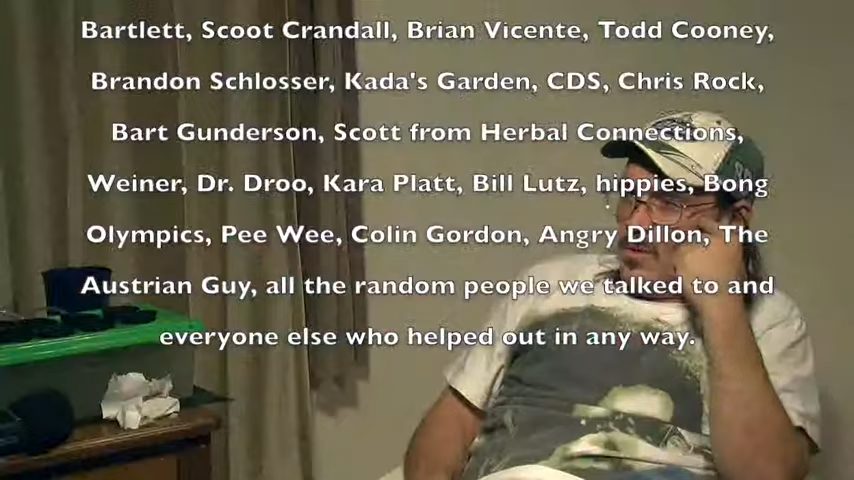 Bartlett, Scoot Crandall, Brian Vicente, Todd Cooney,
Brandon Schlosser, Kada's Garden, CDS, Chris Rock,
Bart Gunderson, Scott from Herbal Connections,
Weiner, Dr. Droo, Kara Platt, Bill Lutz, hippies, Bong
Olympics, Pee Wee, Colin Gordon, Angry Dillon, The
Austrian Guy, all the random people we talked to and
everyone else who helped out in any way.